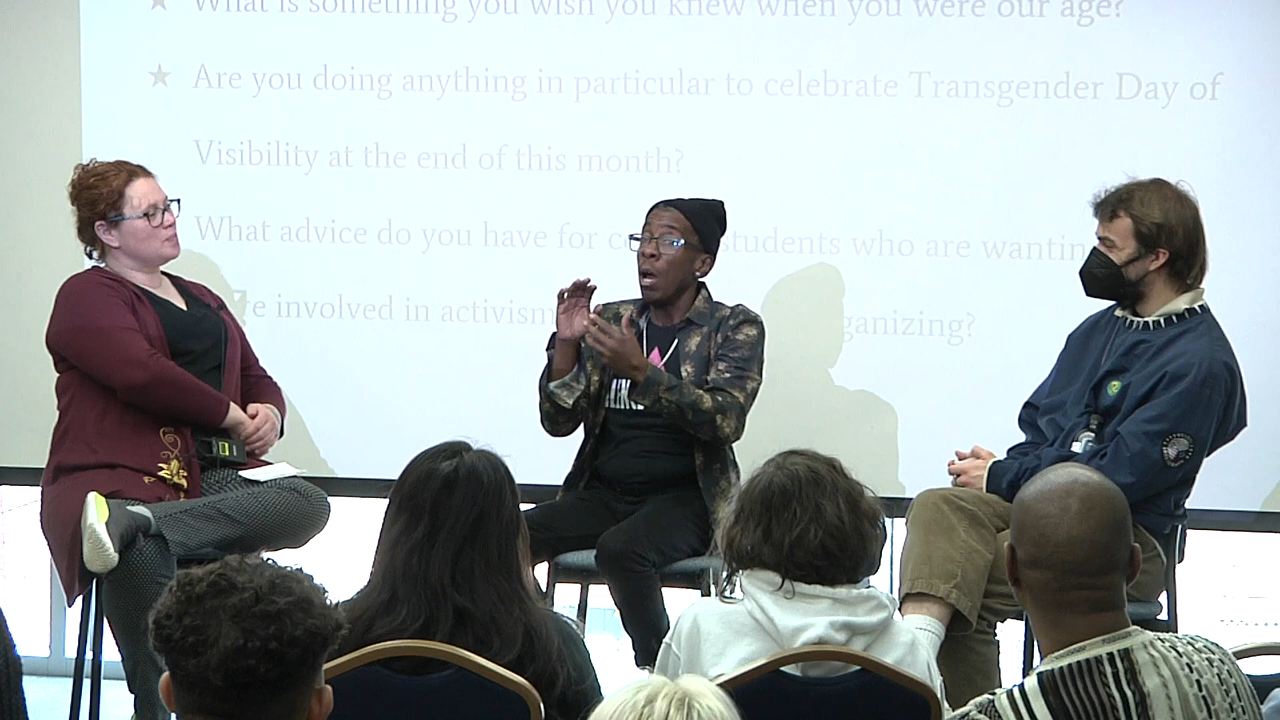 What is something you wish you knew when you were our age?
★ Are you doing anything in particular to celebrate Transgender Day of
Visibility at the end of this month?
What advice do you have for students who are
involved in activism